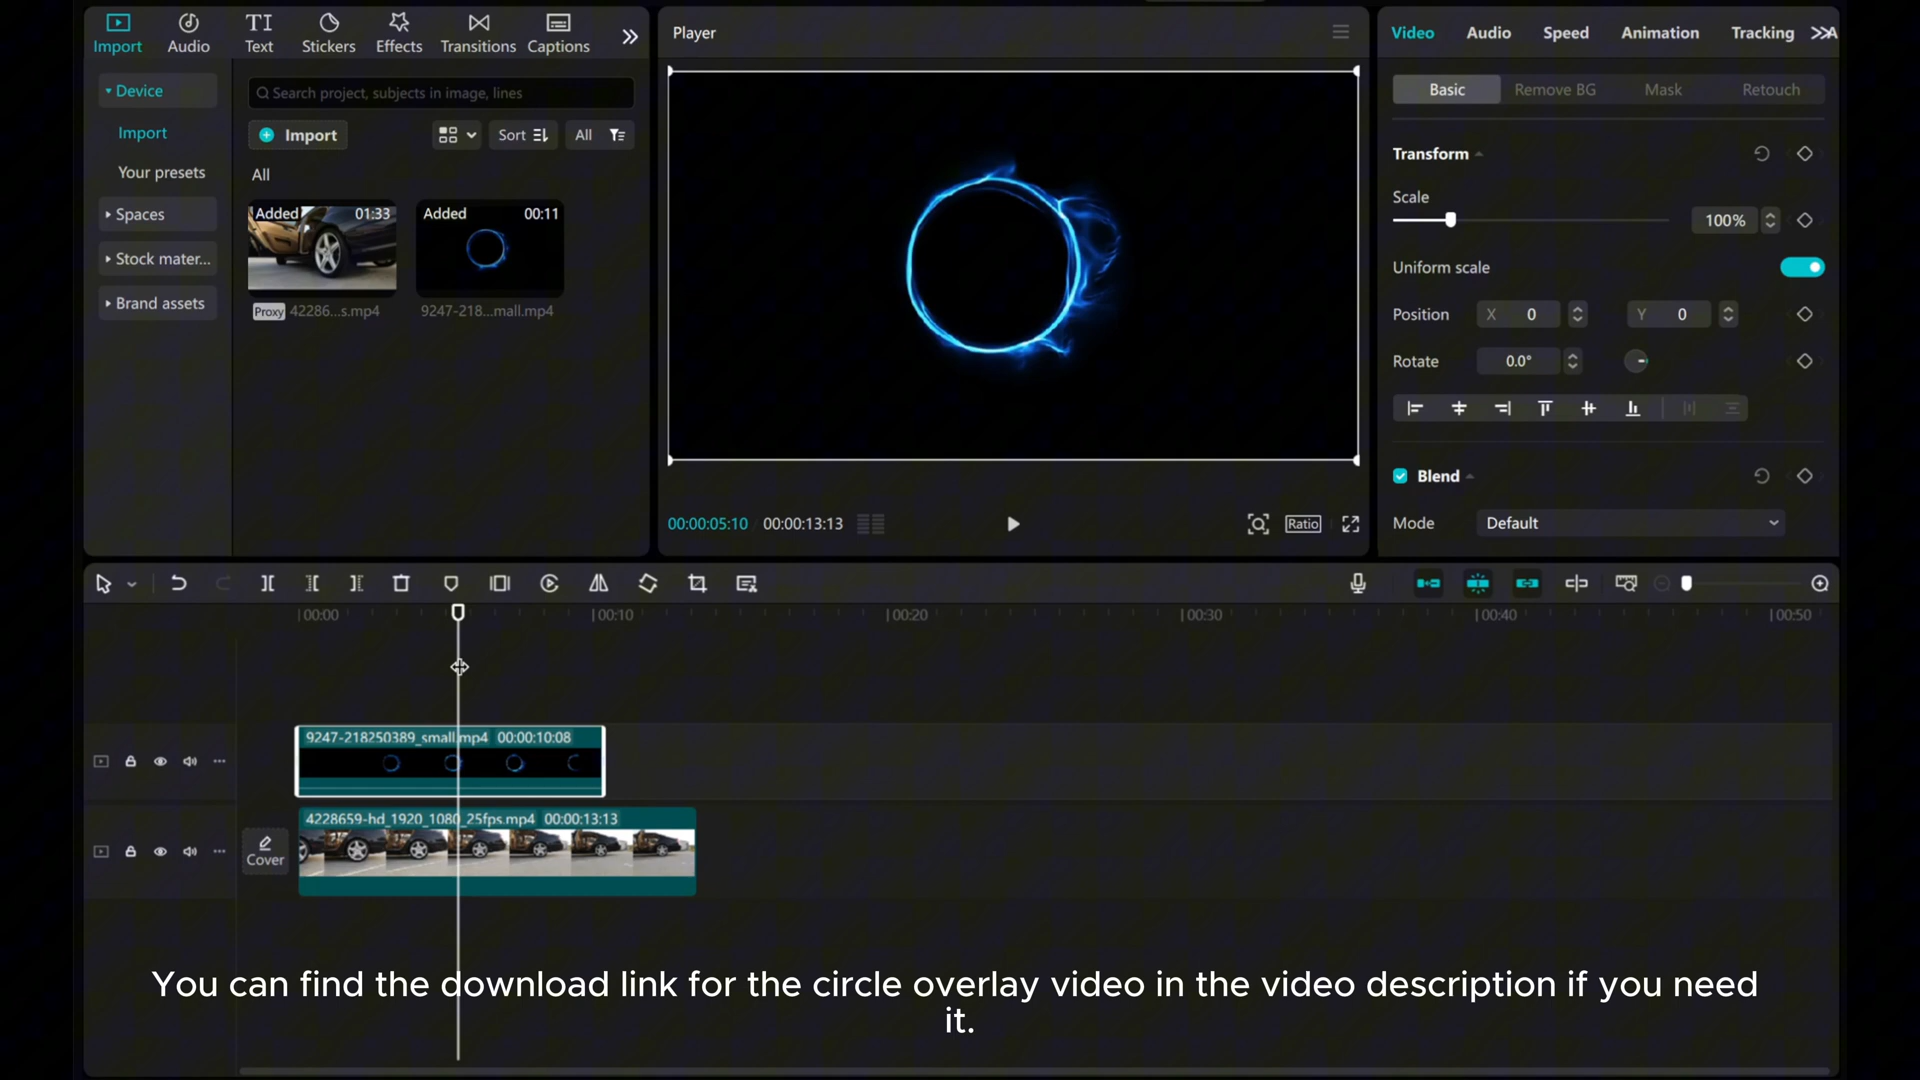 Import
Audio
TI
Text
Stickers
Effects
Transitions
Captions
Player
Video
Audio
Speed
Animation
Tracking
A
Device
Import
Your presets
Spaces
Stock mater...
Brand assets
Search project, subjects in image, lines
Import
Sort
All
All
Added 01:33
Added 00:11
Proxy 42286...s.mp4
9247-218...mall.mp4
00:00:05:10 00:00:13:13
Ratio
Basic
Remove BG
Mask
Retouch
Transform
Scale
100%
Uniform scale
Position X 0 Y 0
Rotate 0.0°
Blend
Mode Default
00:00 00:10 00:20 00:30 00:40 00:50
9247-218250389_small.mp4 00:00:10:08
4228659-hd_1920_1080_25fps.mp4 00:00:13:13
Cover
You can find the download link for the circle overlay video in the video description if you need
it.